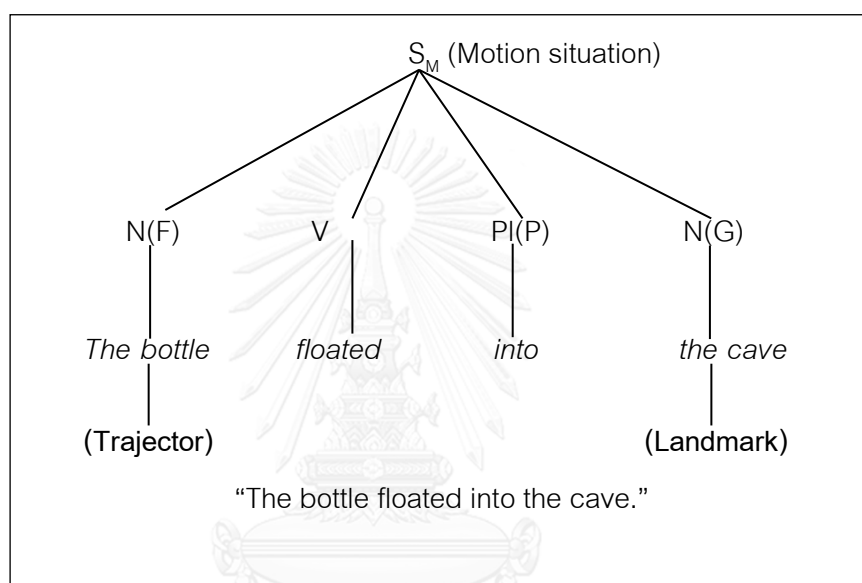 S_M (Motion situation)
N(F) V Pl(P) N(G)
The bottle floated into the cave
(Trajector) (Landmark)
“The bottle floated into the cave.”